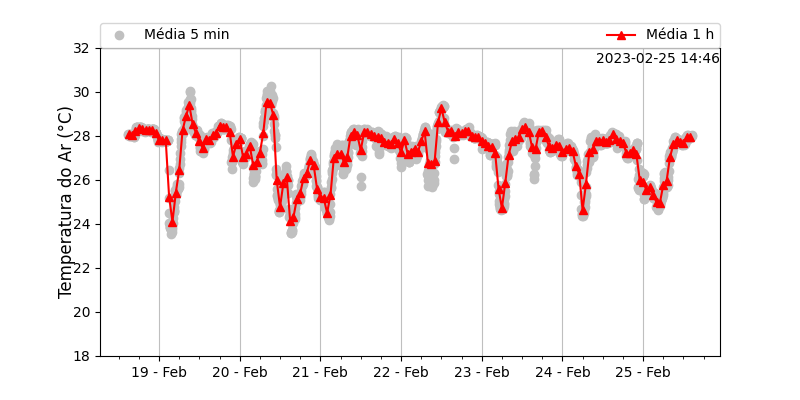 Média 5 min
Média 1 h
2023-02-25 14:46
Temperatura do Ar (°C)
32
30
28
26
24
22
20
18
19 - Feb
20 - Feb
21 - Feb
22 - Feb
23 - Feb
24 - Feb
25 - Feb